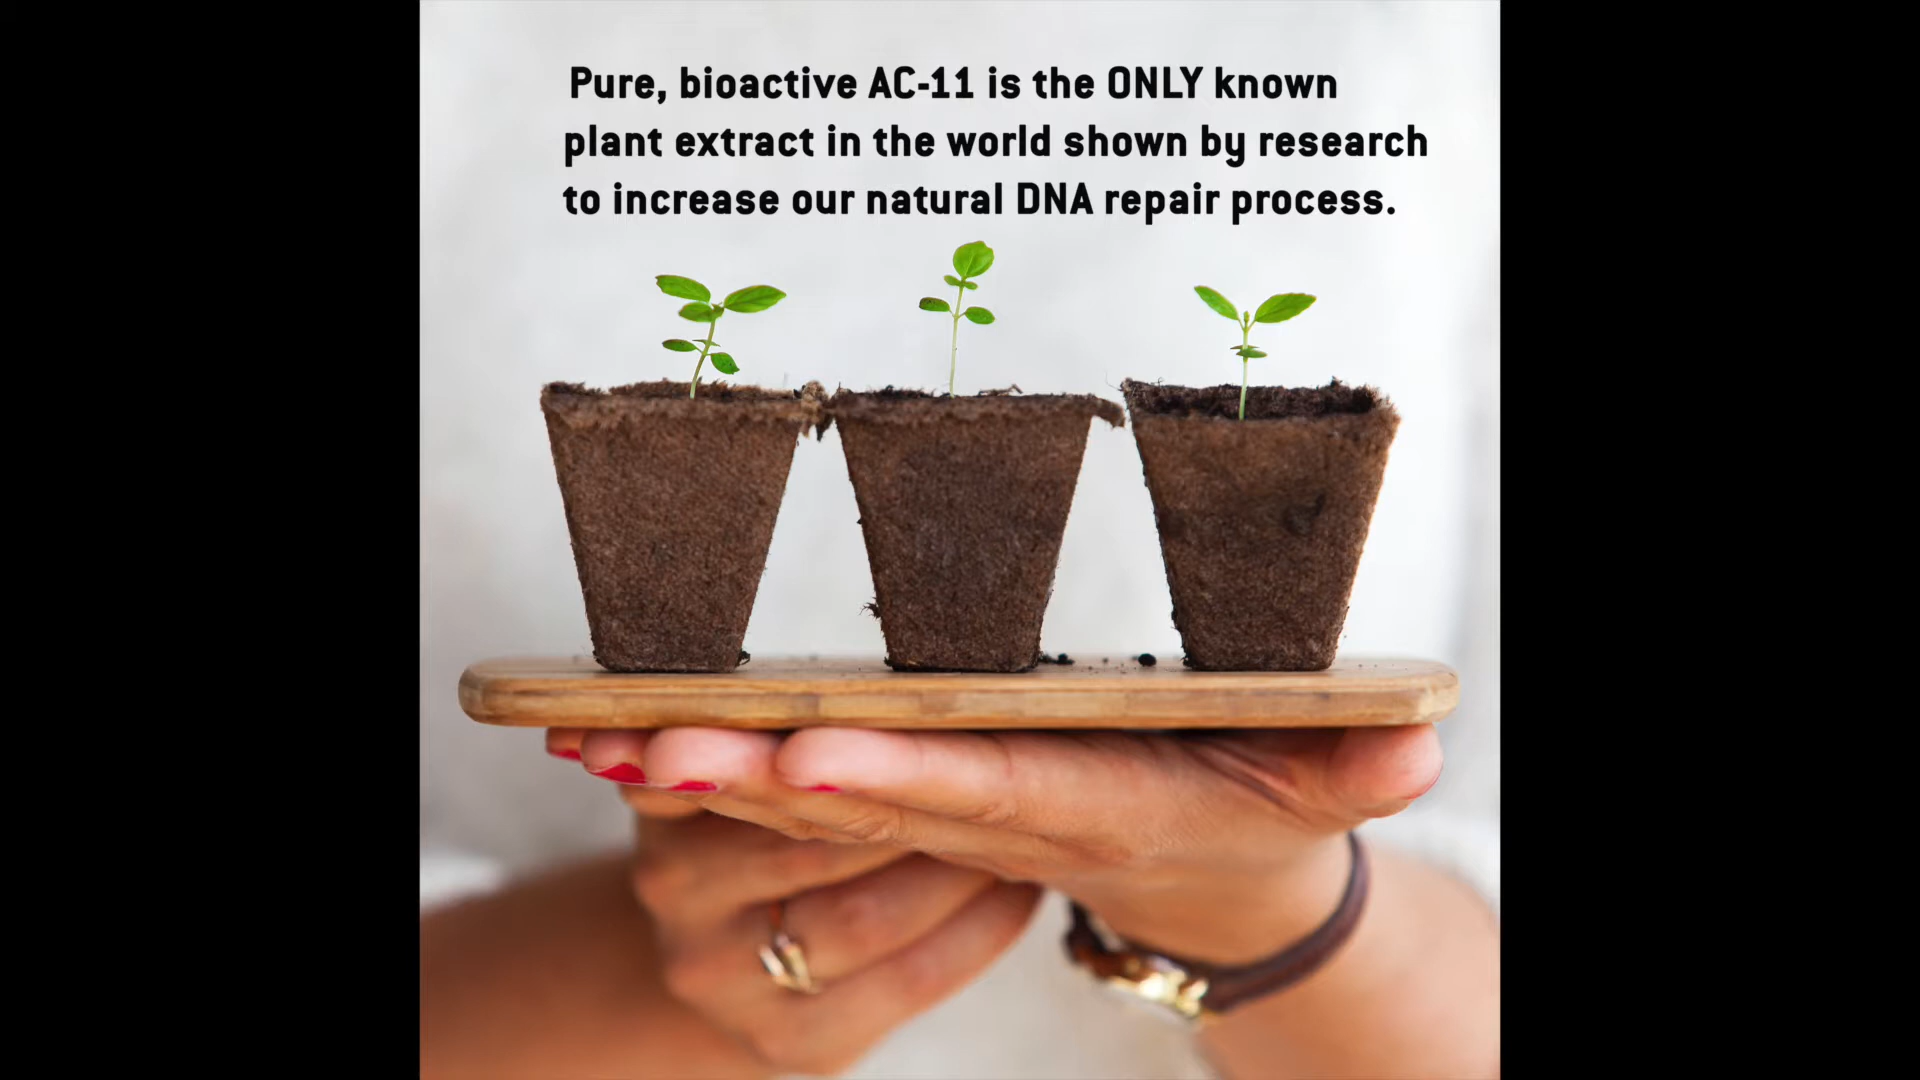 Pure, bioactive AC-11 is the ONLY known
plant extract in the world shown by research
to increase our natural DNA repair process.